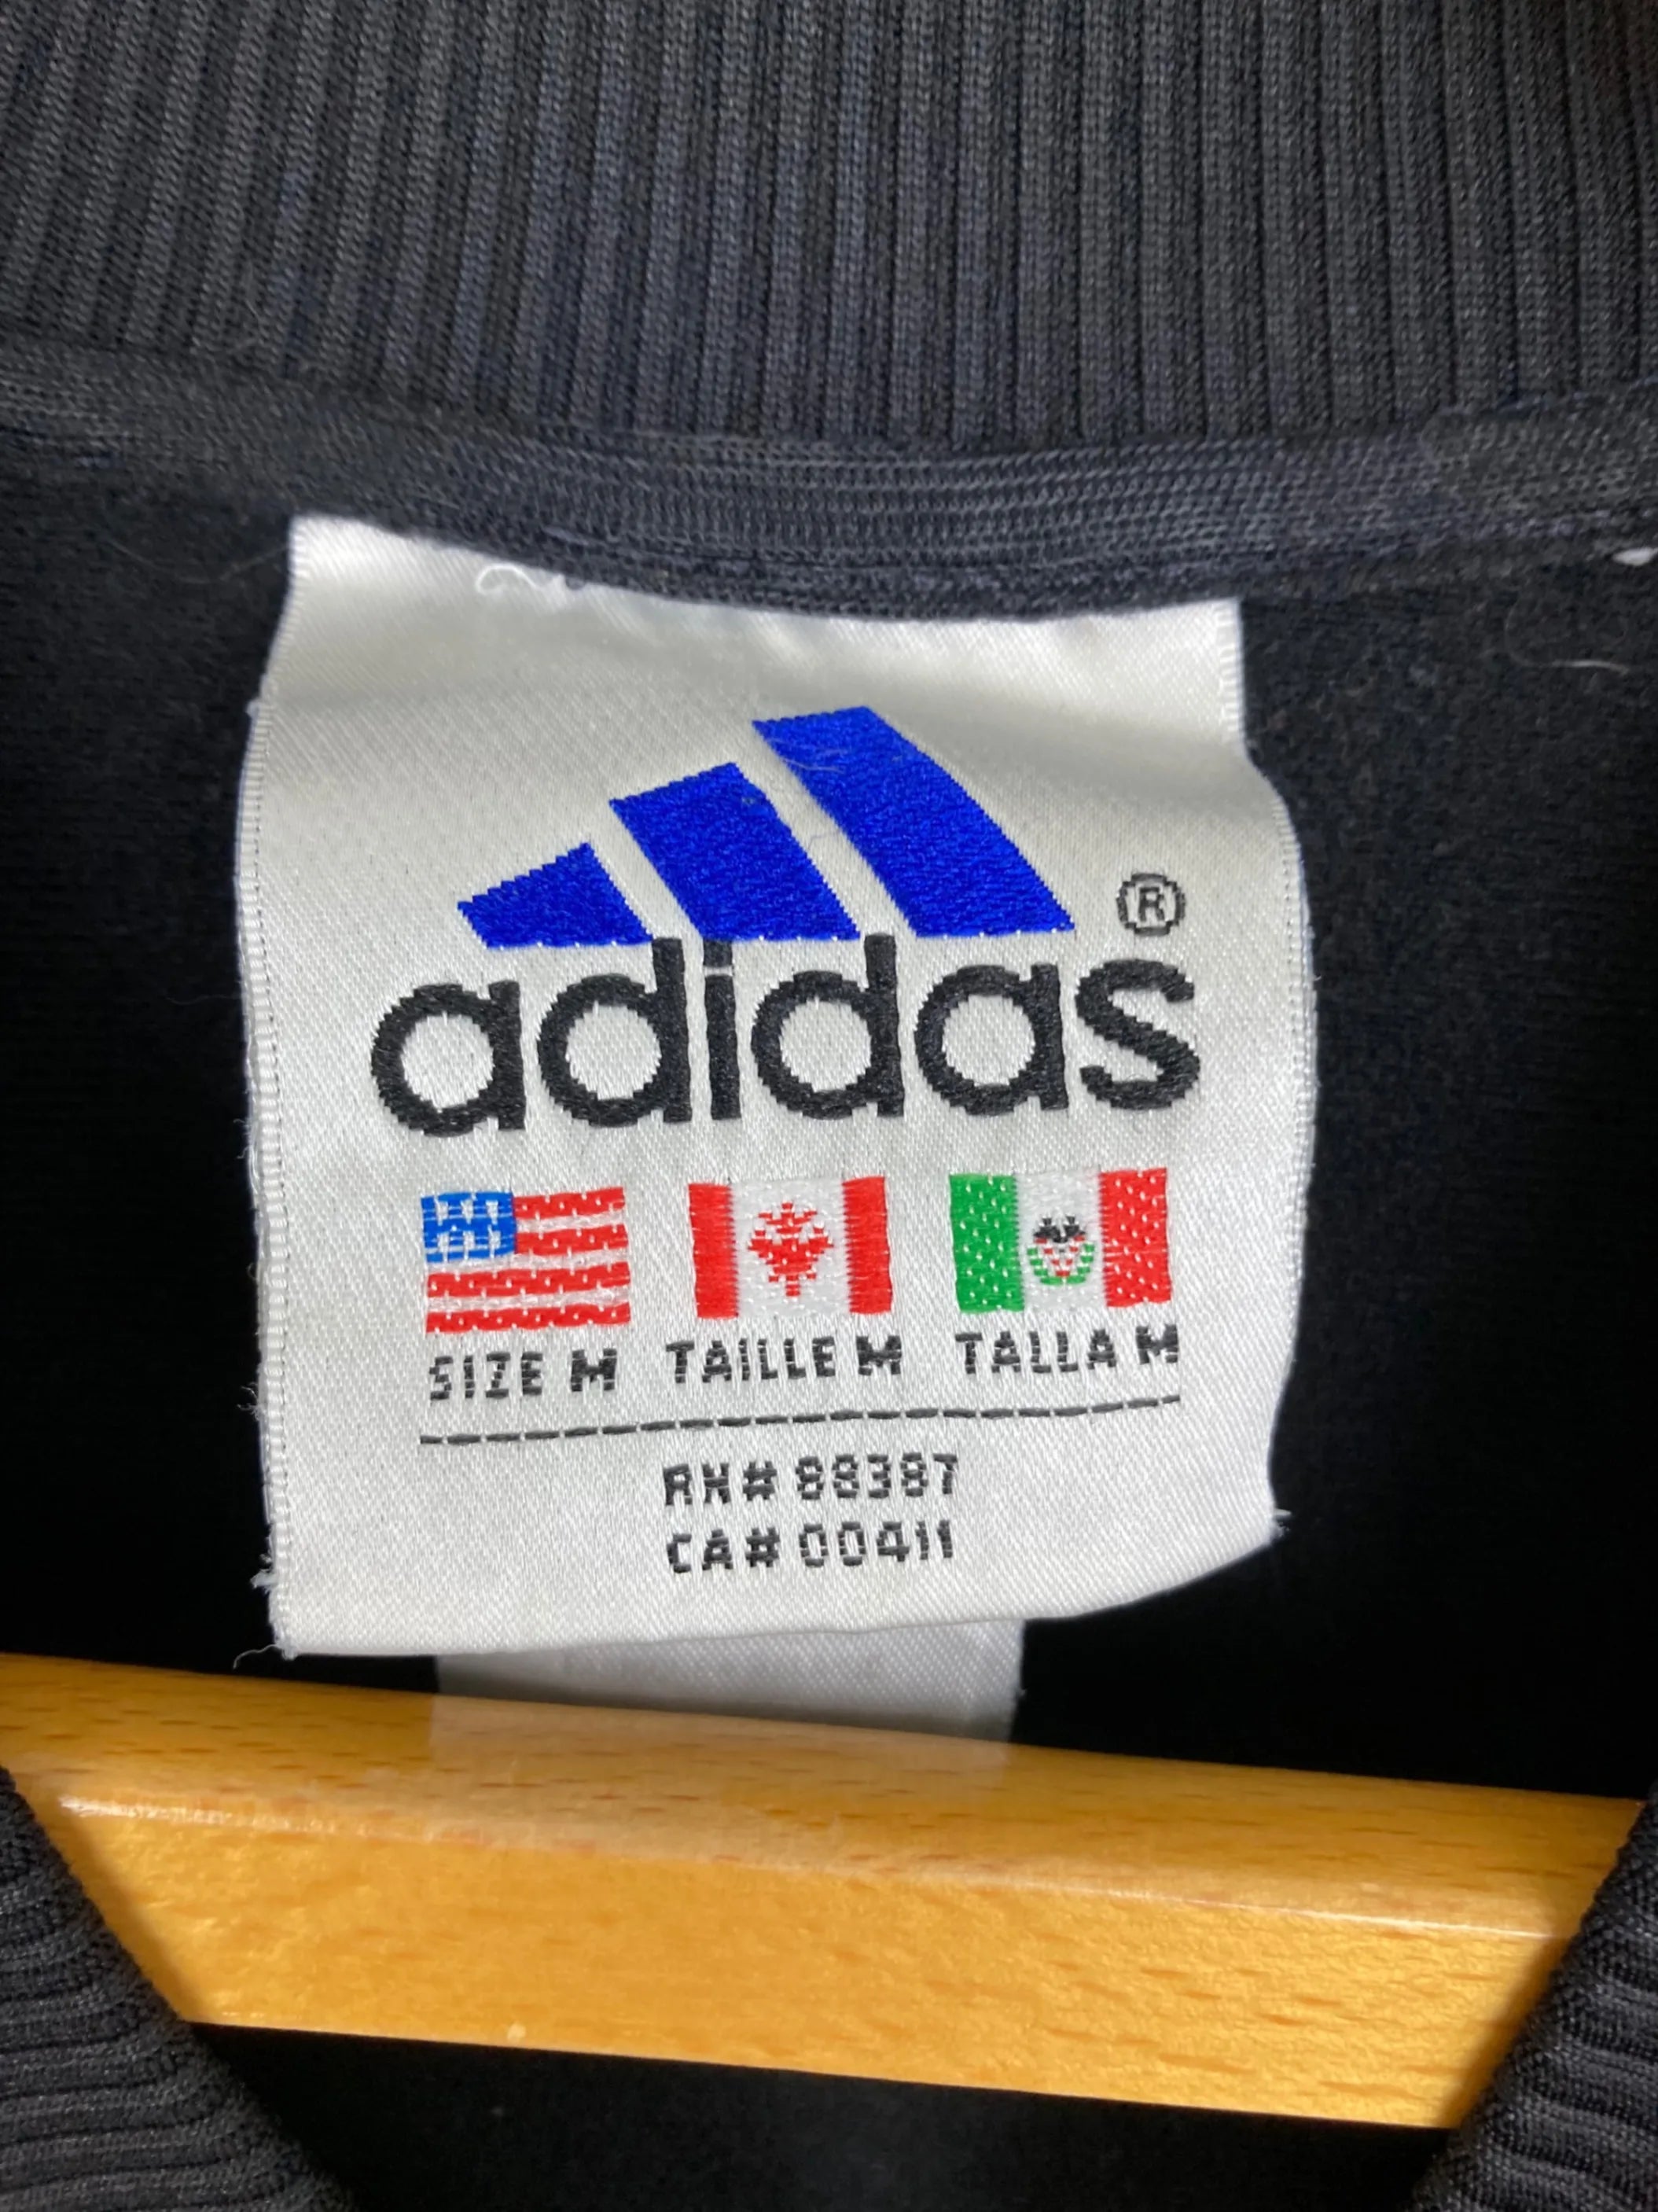 adidas®
SIZE M TAILLE M TALLA M
RN# 88387
CA# 00411